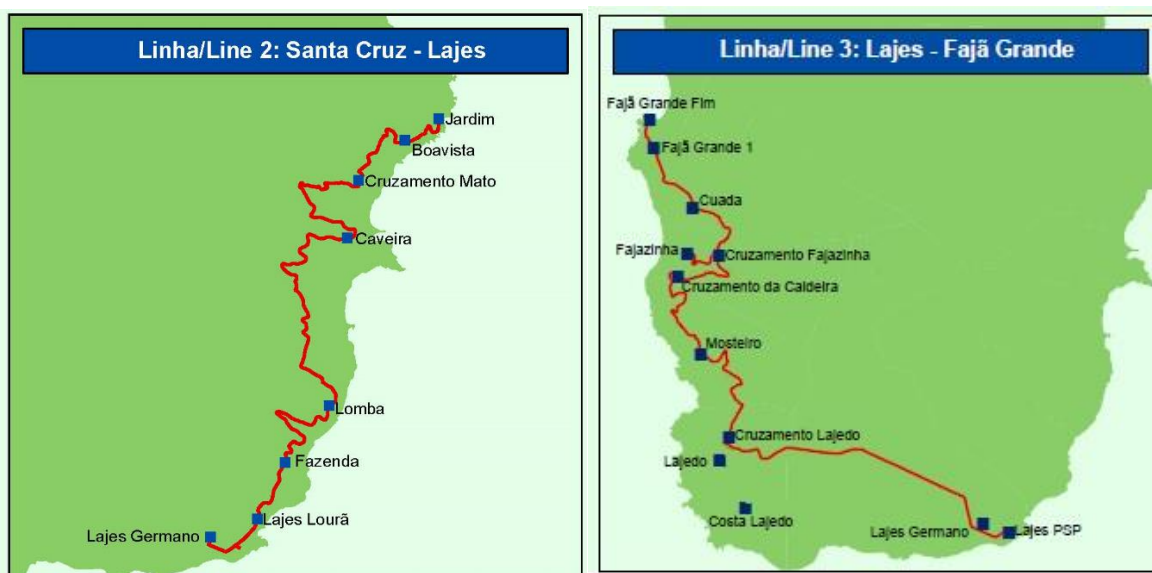 Linha/Line 2: Santa Cruz - Lajes
Jardim
Boavista
Cruzamento Mato
Caveira
Lomba
Fazenda
Lajes Lourã
Lajes Germano
Linha/Line 3: Lajes - Fajã Grande
Fajã Grande Fim
Fajã Grande 1
Cuada
Fajazinha
Cruzamento Fajazinha
Cruzamento da Caldeira
Mosteiro
Cruzamento Lajedo
Lajedo
Costa Lajedo
Lajes Germano
Lajes PSP